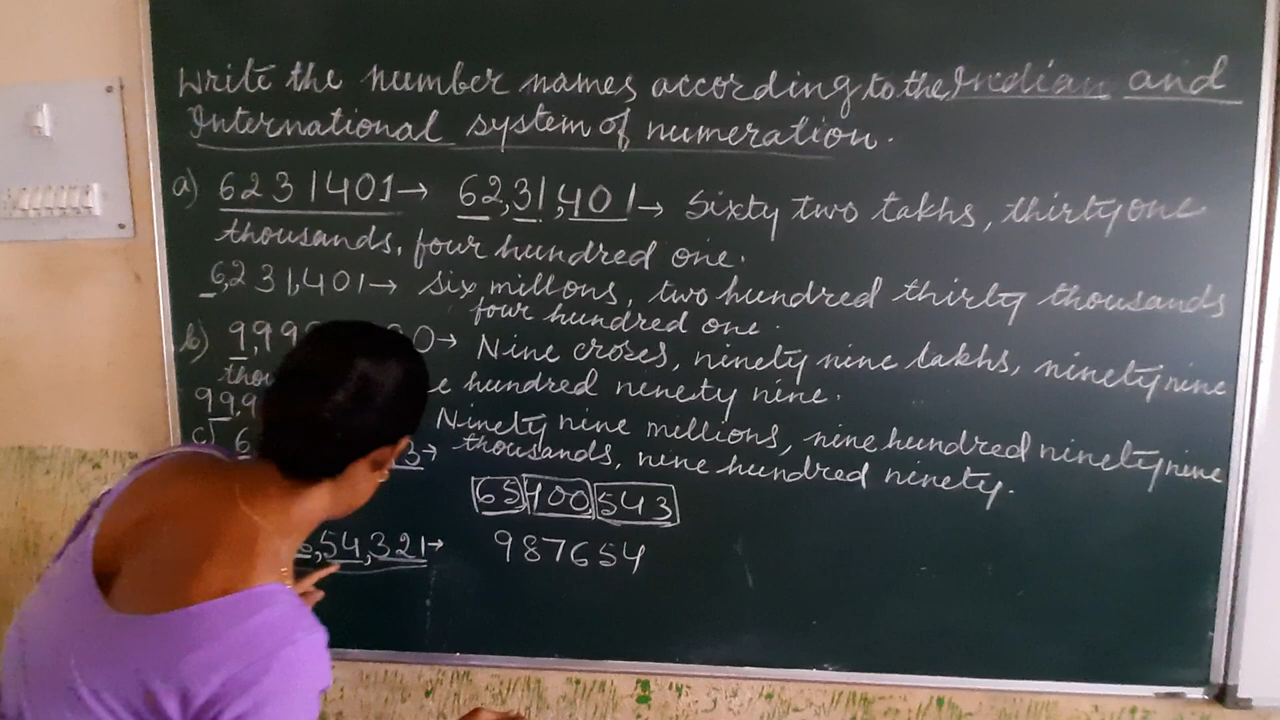 Write the number names according to the Indian and
International system of numeration.
a) 6231401→ 62,31,401→ Sixty two lakhs, thirty one
thousands, four hundred one.
6,231,401→ six millons, two hundred thirty thousands
four hundred one.
b) 9,99 0→ Nine crores, ninety nine lakhs, ninety nine
hundred ninety nine.
99,9 Ninety nine millions, nine hundred ninety nine
c) 6 3→ thousands, nine hundred ninety.
65 100 543
,54,321→ 987654